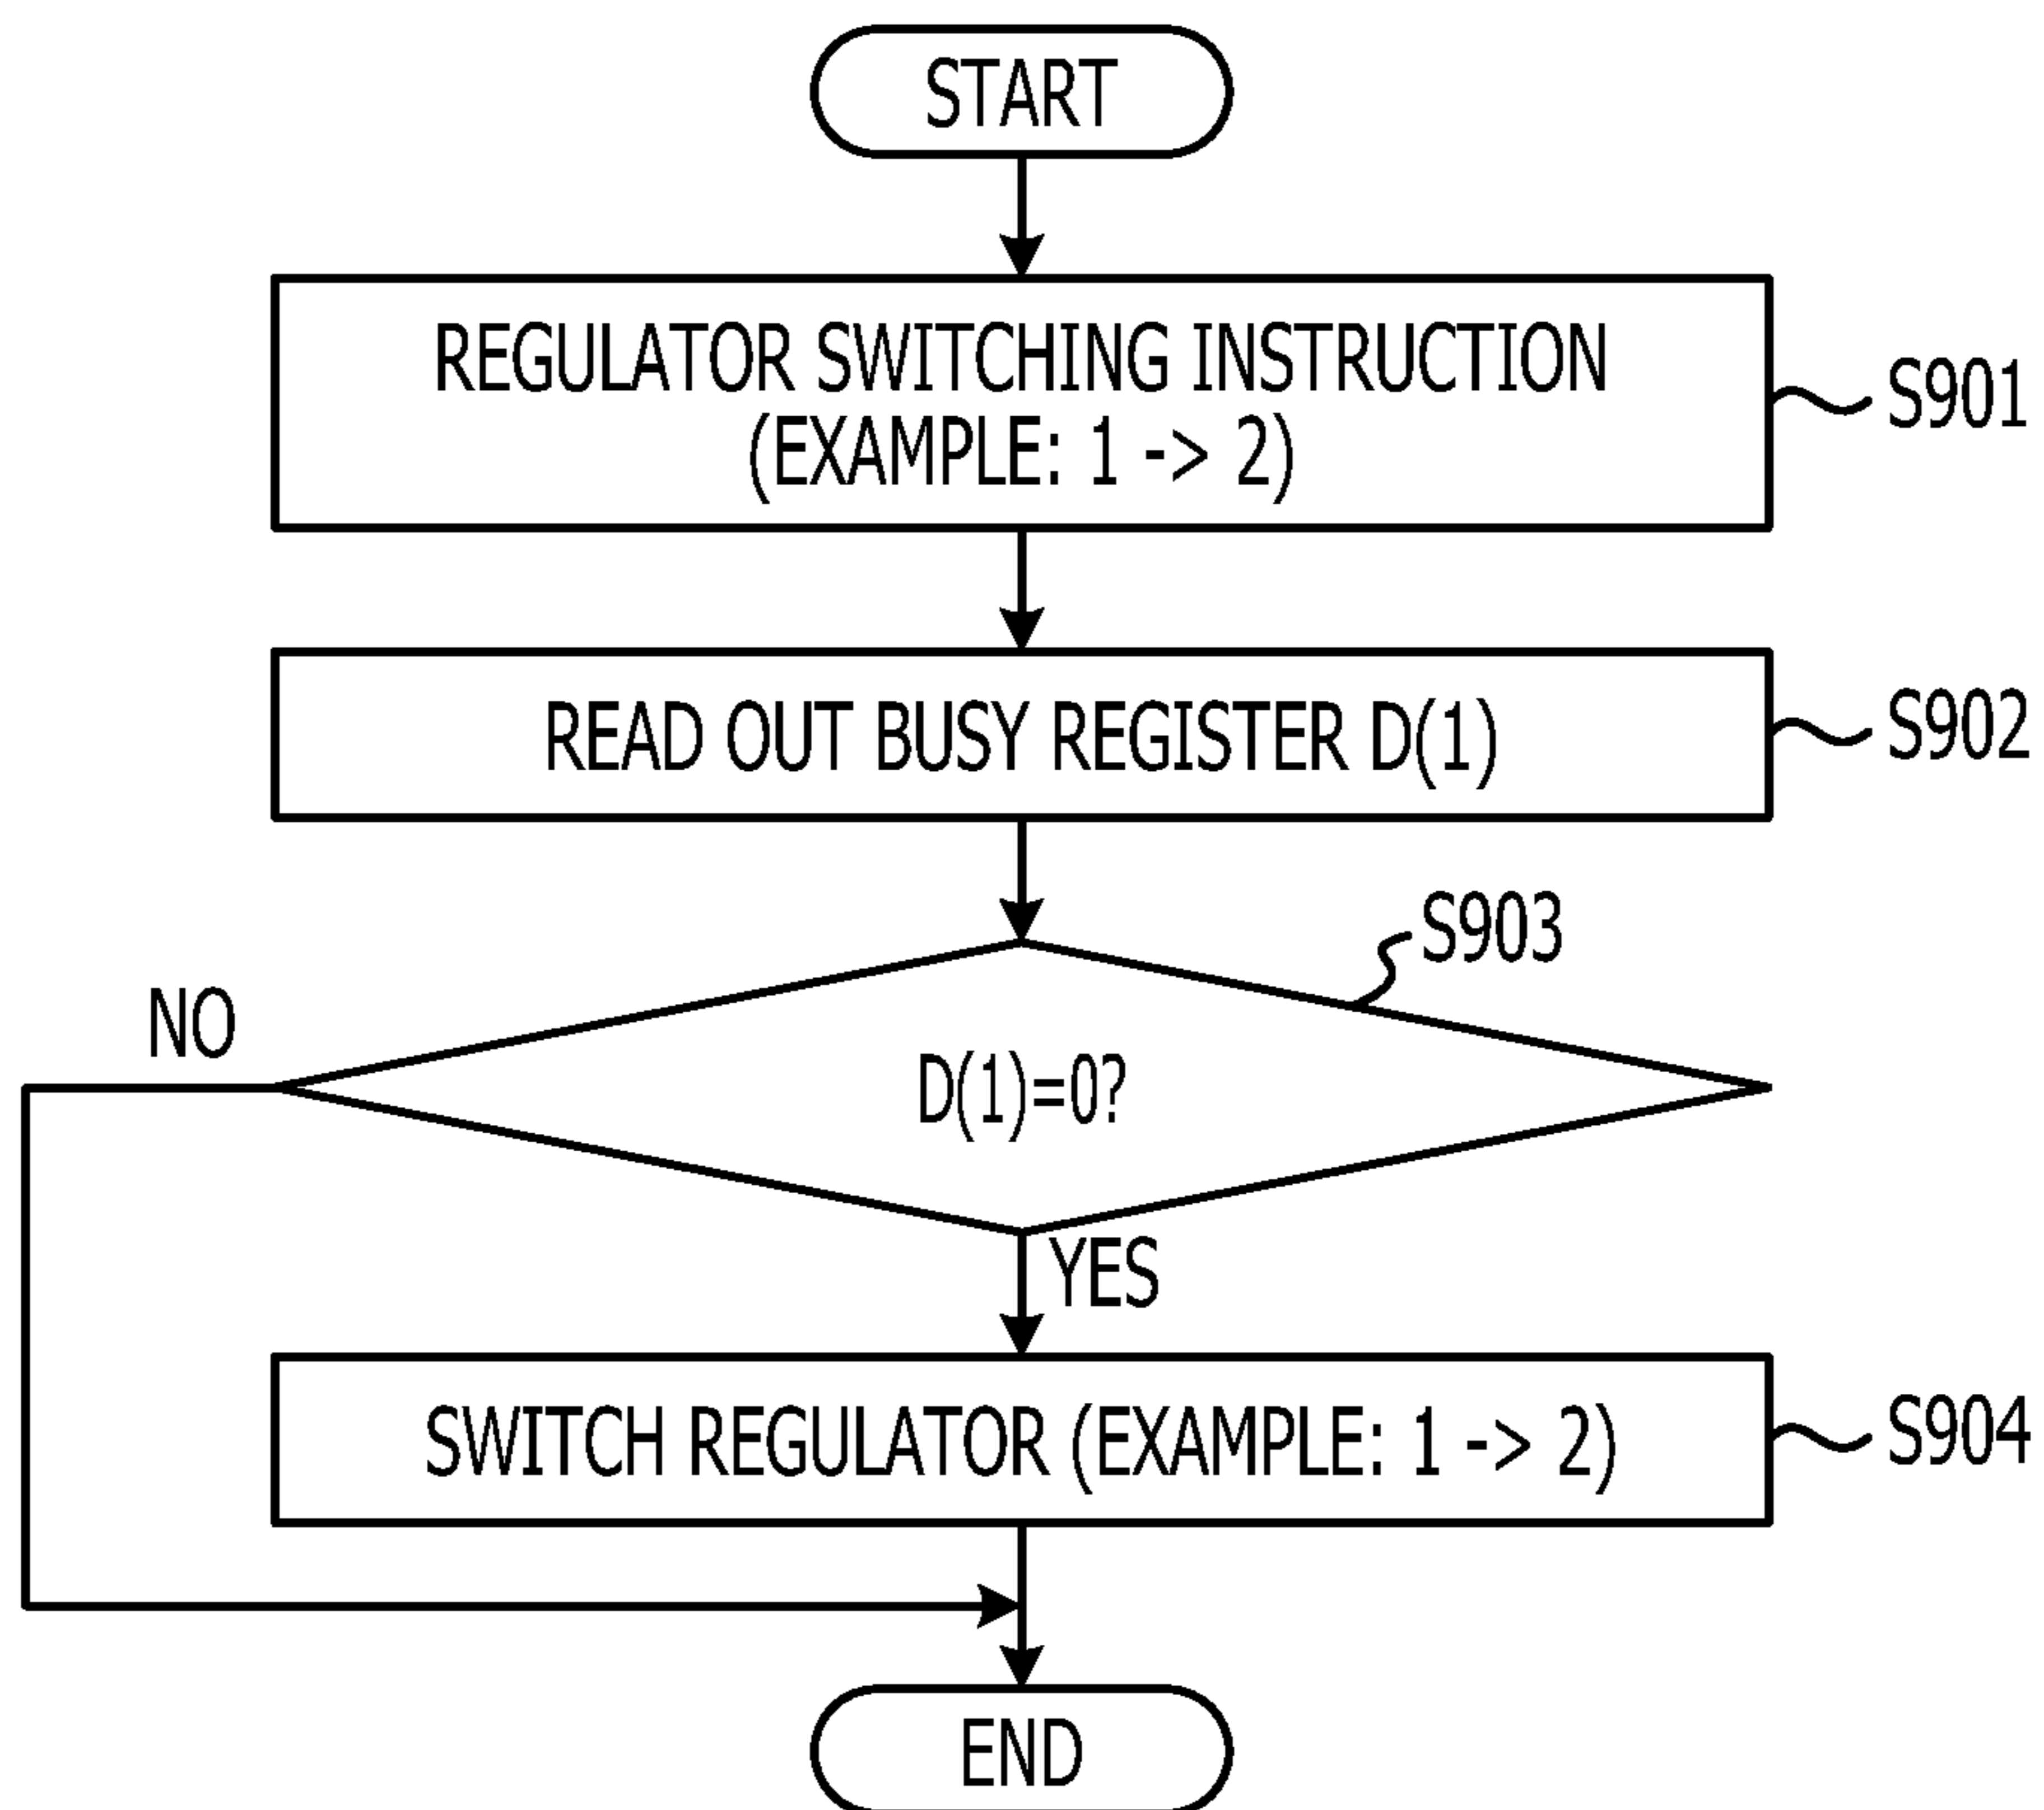 START
REGULATOR SWITCHING INSTRUCTION
(EXAMPLE: 1 -> 2)
S901
READ OUT BUSY REGISTER D(1)
S902
S903
NO
D(1)=0?
YES
SWITCH REGULATOR (EXAMPLE: 1 -> 2)
S904
END